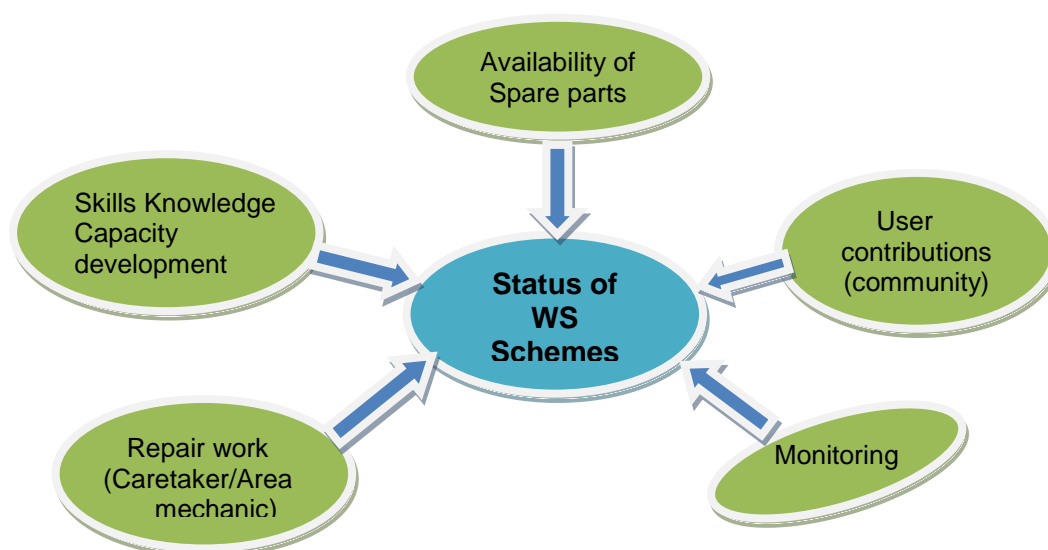 Availability of
Spare parts
Skills Knowledge
Capacity
development
User
contributions
(community)
Status of
WS
Schemes
Repair work
(Caretaker/Area
mechanic)
Monitoring